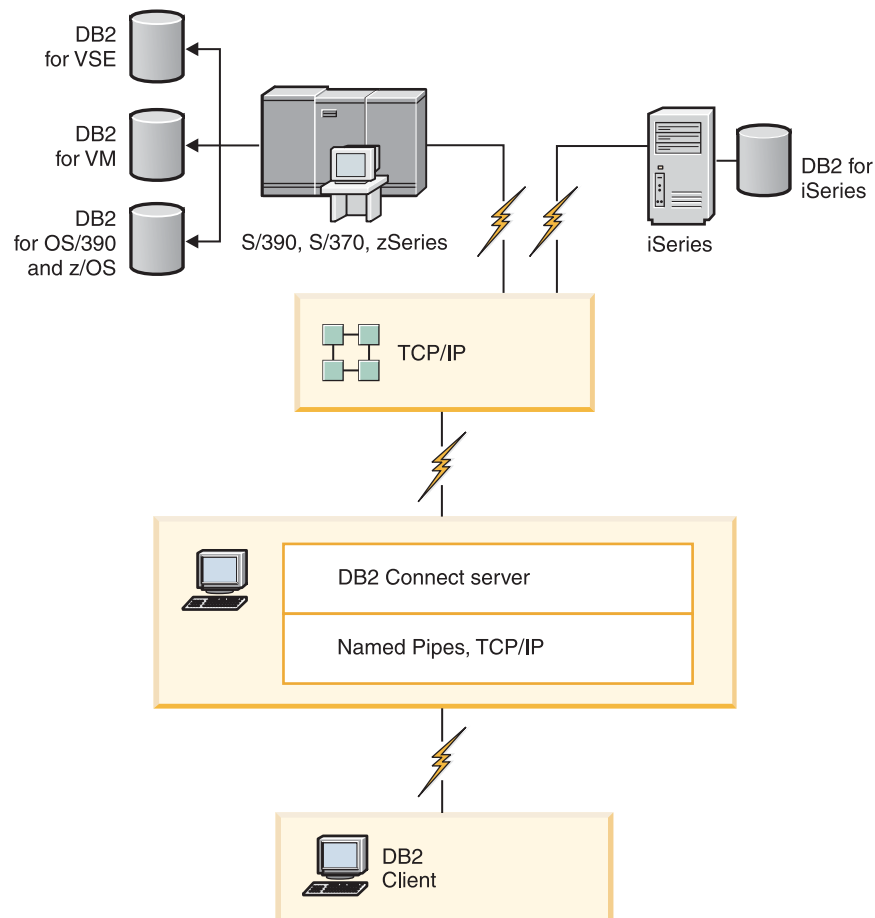 DB2
for VSE
DB2
for VM
DB2
for OS/390
and z/OS
S/390, S/370, zSeries
iSeries
DB2 for
iSeries
TCP/IP
DB2 Connect server
Named Pipes, TCP/IP
DB2
Client